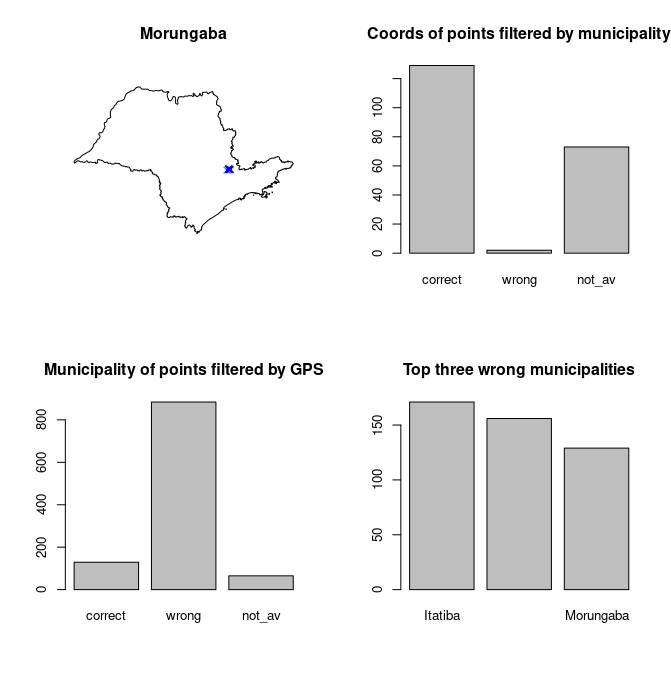 Morungaba
Coords of points filtered by municipality
100
80
60
40
20
0
correct wrong not_av
Municipality of points filtered by GPS
800
600
400
200
0
correct wrong not_av
Top three wrong municipalities
150
100
50
0
Itatiba Morungaba